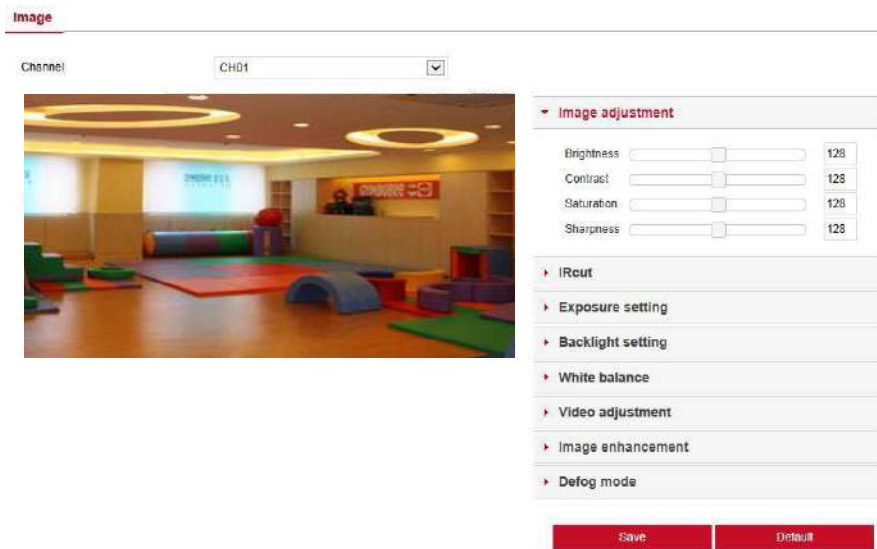 Image
Channel CH01
Image adjustment
Brightness 128
Contrast 128
Saturation 128
Sharpness 128
IRcut
Exposure setting
Backlight setting
White balance
Video adjustment
Image enhancement
Defog mode
Save Default